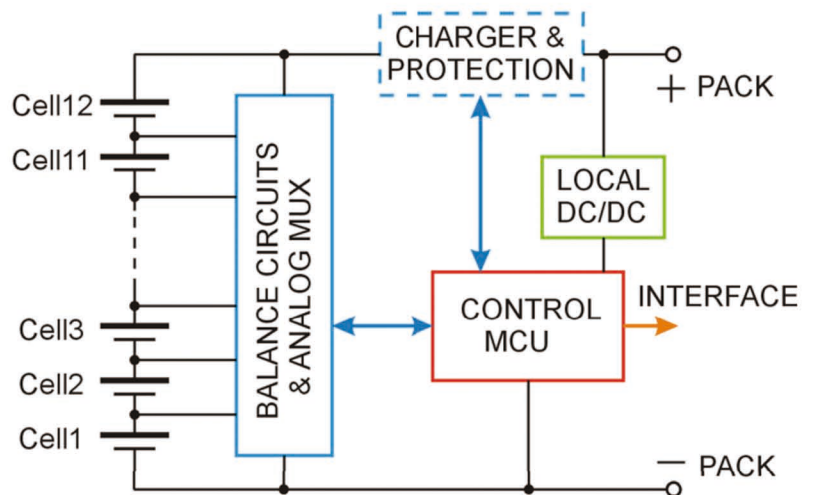 CHARGER &
PROTECTION
+ PACK
Cell12
Cell11
BALANCE CIRCUITS
& ANALOG MUX
LOCAL
DC/DC
CONTROL
MCU
INTERFACE
Cell3
Cell2
Cell1
− PACK